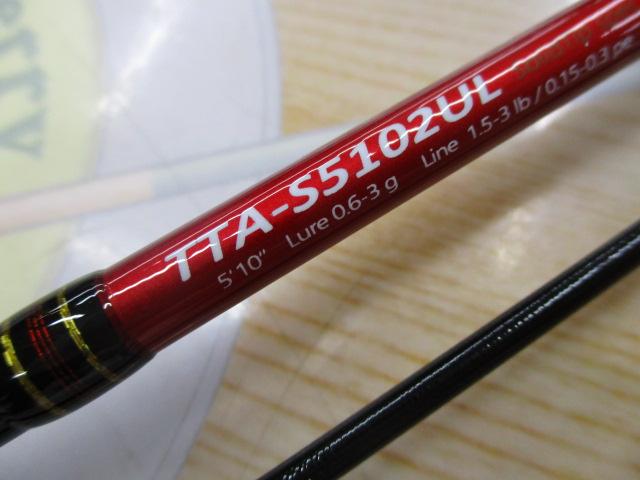 TTA-S5102UL
5'10" Lure 0.6-3 g Line 1.5-3 lb / 0.15-0.3 pe